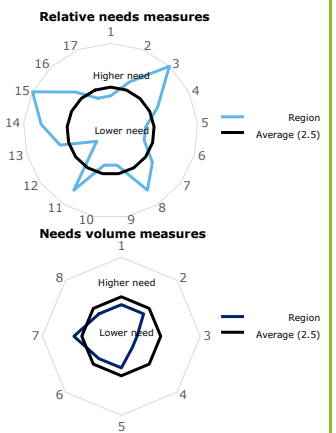 Relative needs measures
1
17
2
16
3
Higher need
15
4
14
Lower need
5
Region
Average (2.5)
13
6
12
7
11
8
10
9
Needs volume measures
1
8
Higher need
2
7
Lower need
3
Region
Average (2.5)
6
4
5